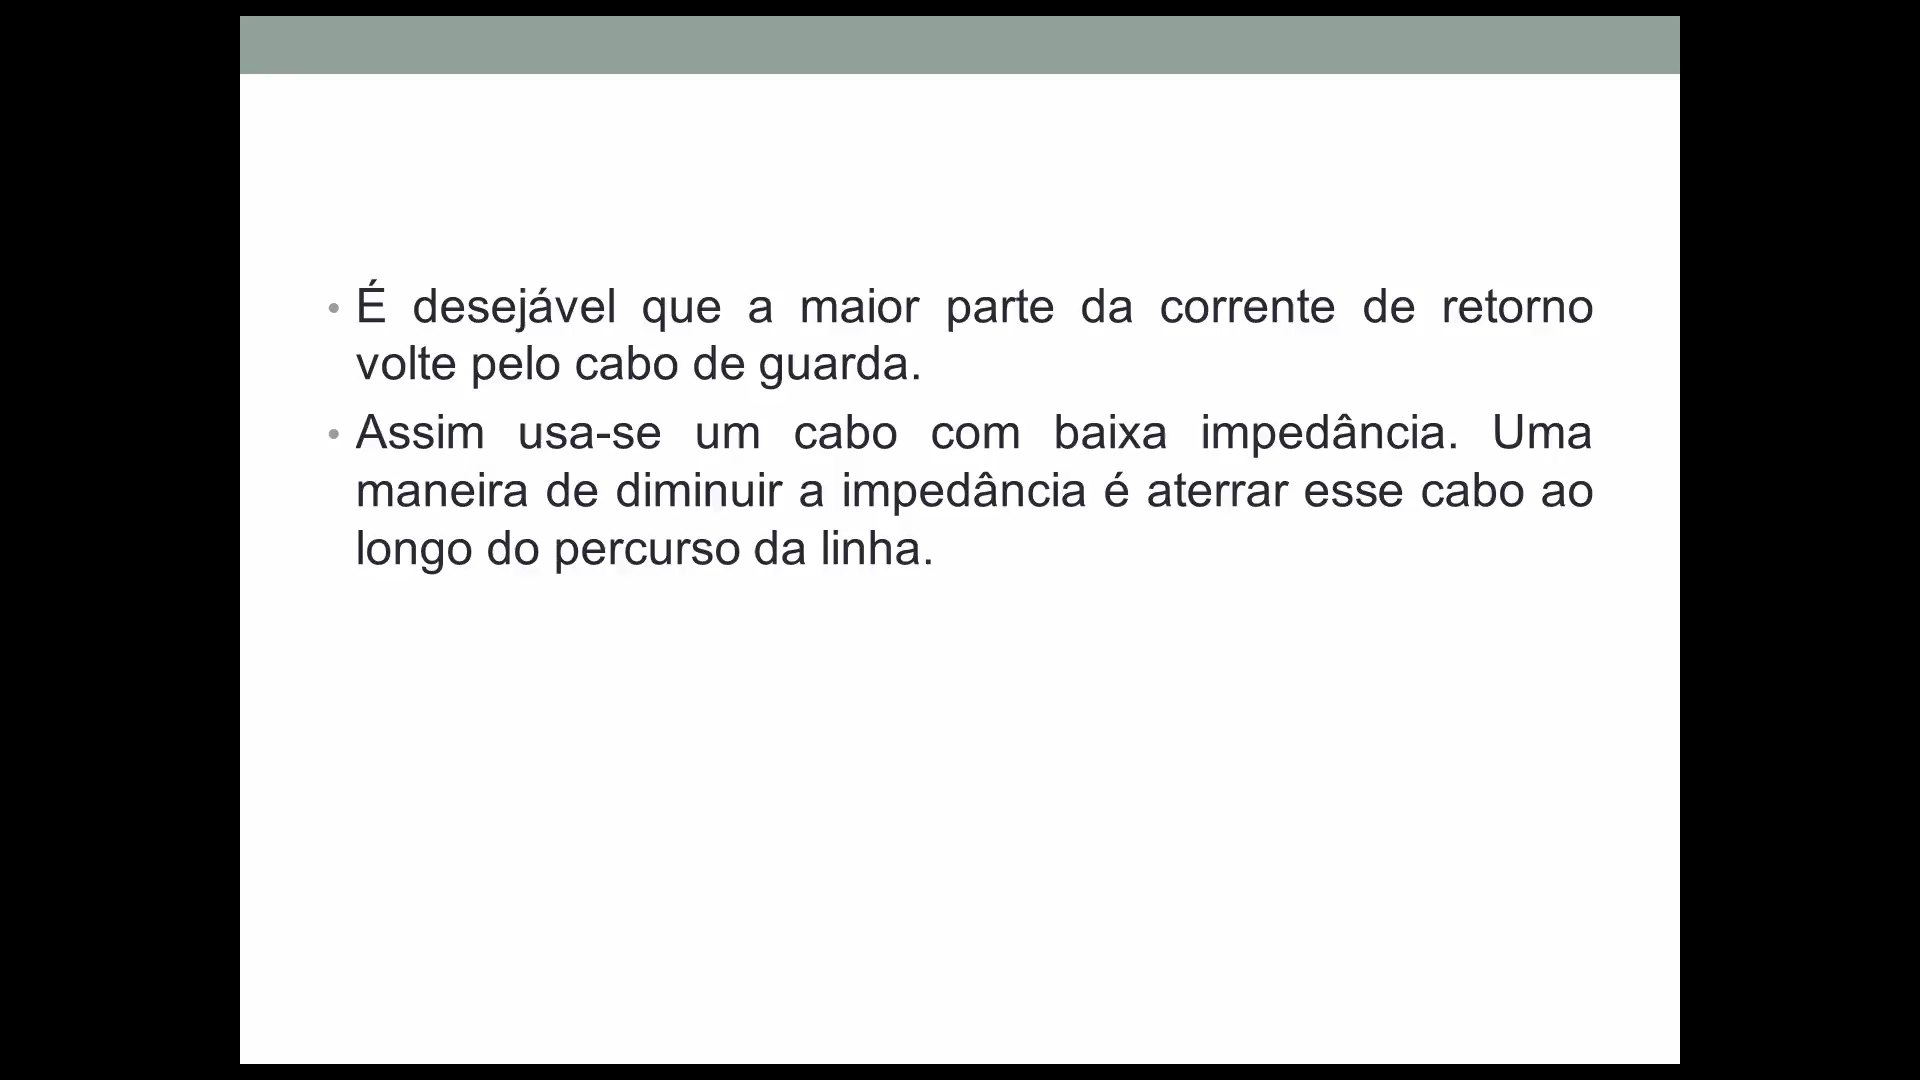 • É desejável que a maior parte da corrente de retorno
volte pelo cabo de guarda.
• Assim usa-se um cabo com baixa impedância. Uma
maneira de diminuir a impedância é aterrar esse cabo ao
longo do percurso da linha.